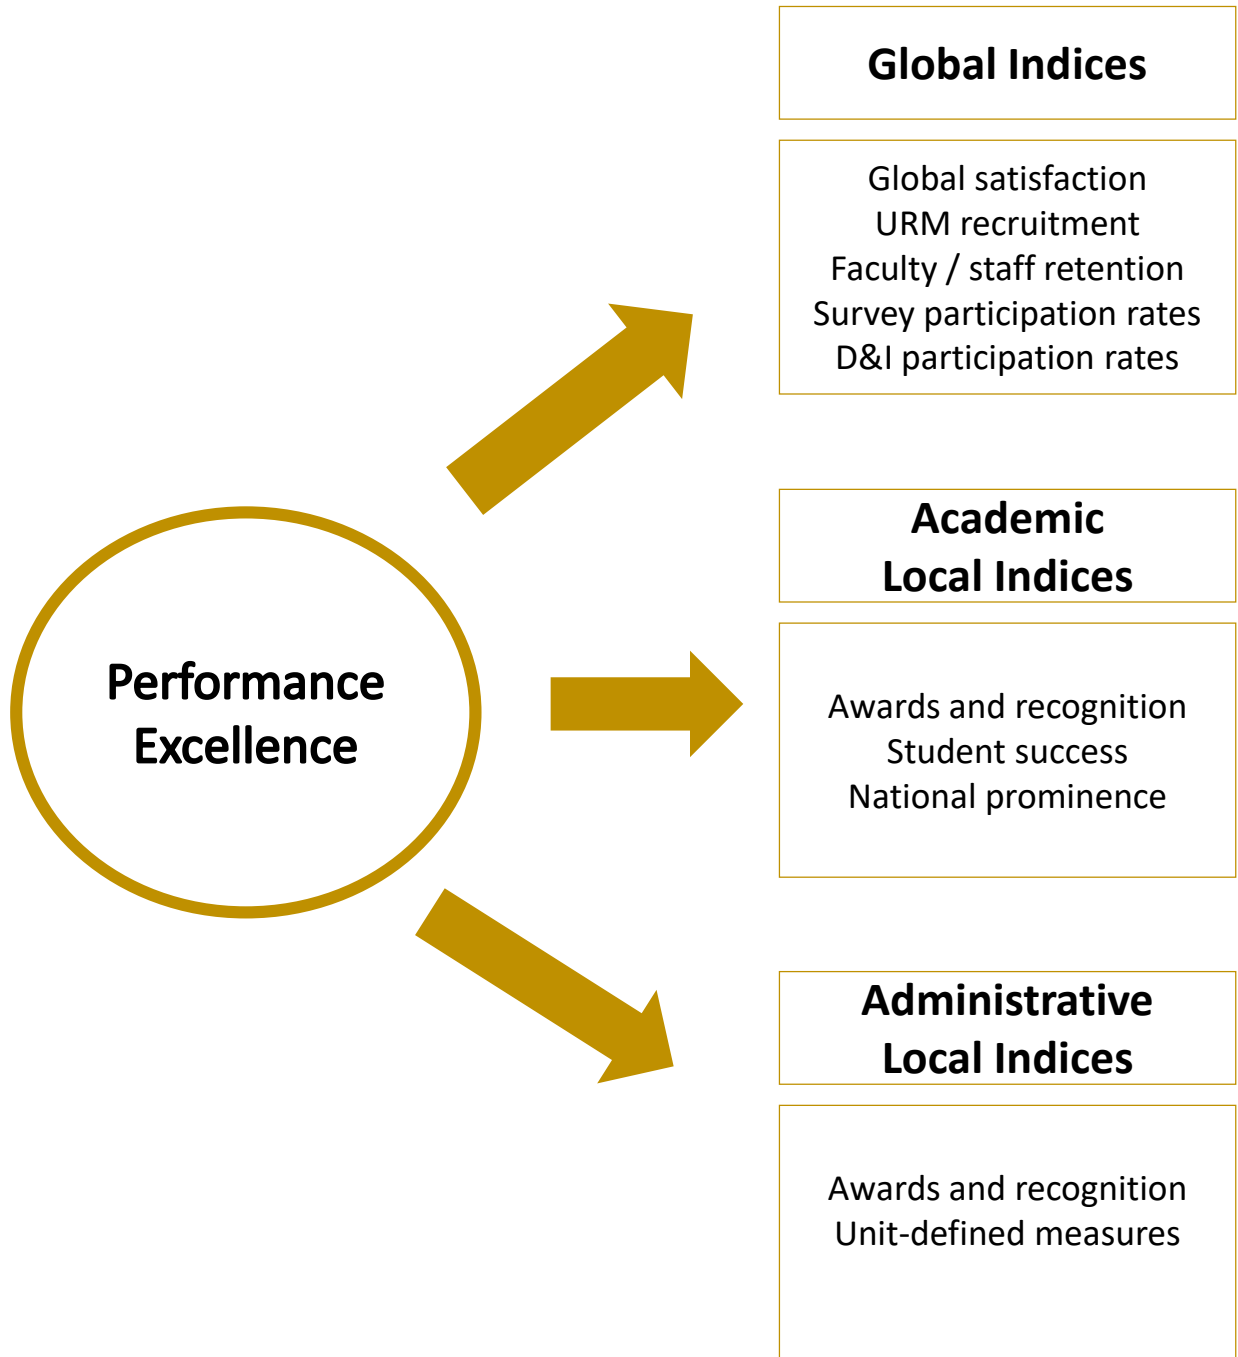 Global Indices
Global satisfaction
URM recruitment
Faculty / staff retention
Survey participation rates
D&I participation rates
Performance
Excellence
Academic
Local Indices
Awards and recognition
Student success
National prominence
Administrative
Local Indices
Awards and recognition
Unit-defined measures